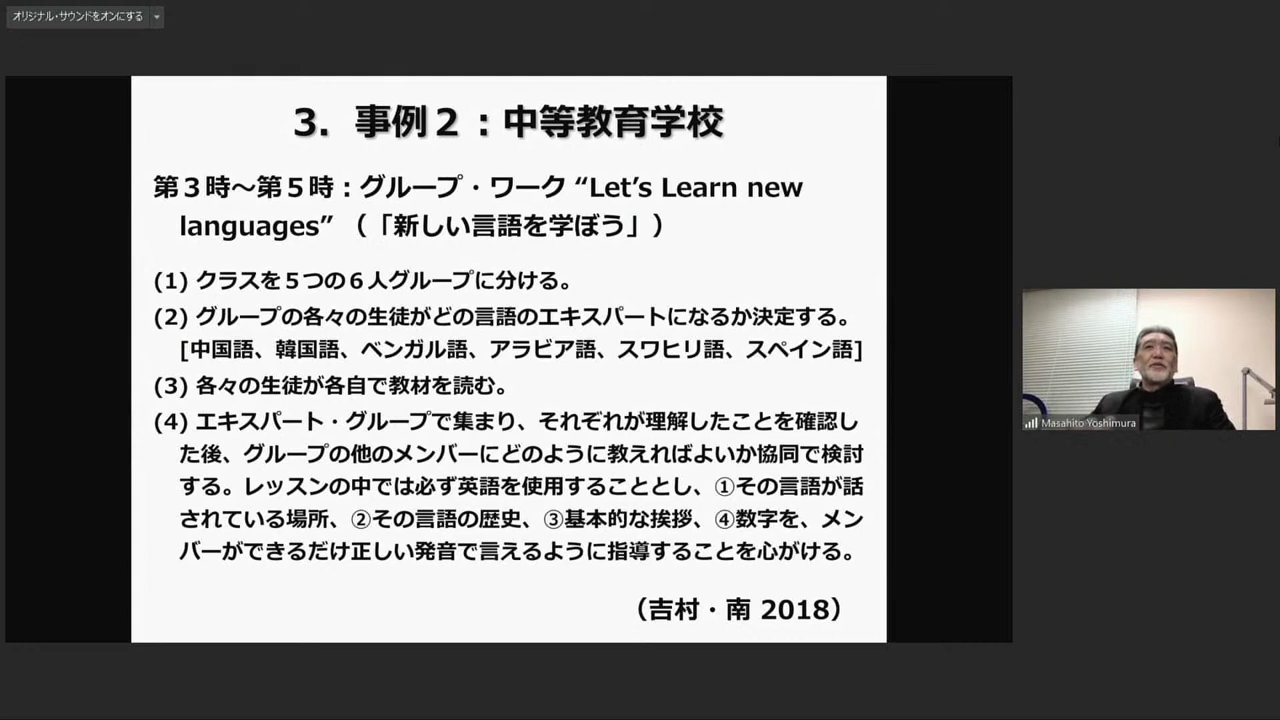 オリジナル・サウンドをオンにする
3．事例２：中等教育学校
第３時～第５時：グループ・ワーク “Let’s Learn new
languages” （「新しい言語を学ぼう」）
(1) クラスを５つの６人グループに分ける。
(2) グループの各々の生徒がどの言語のエキスパートになるか決定する。
[中国語、韓国語、ベンガル語、アラビア語、スワヒリ語、スペイン語]
(3) 各々の生徒が各自で教材を読む。
(4) エキスパート・グループで集まり、それぞれが理解したことを確認し
た後、グループの他のメンバーにどのように教えればよいか協同で検討
する。レッスンの中では必ず英語を使用することとし、①その言語が話
されている場所、②その言語の歴史、③基本的な挨拶、④数字を、メン
バーができるだけ正しい発音で言えるように指導することを心がける。
（吉村・南 2018）
Masahito Yoshimura